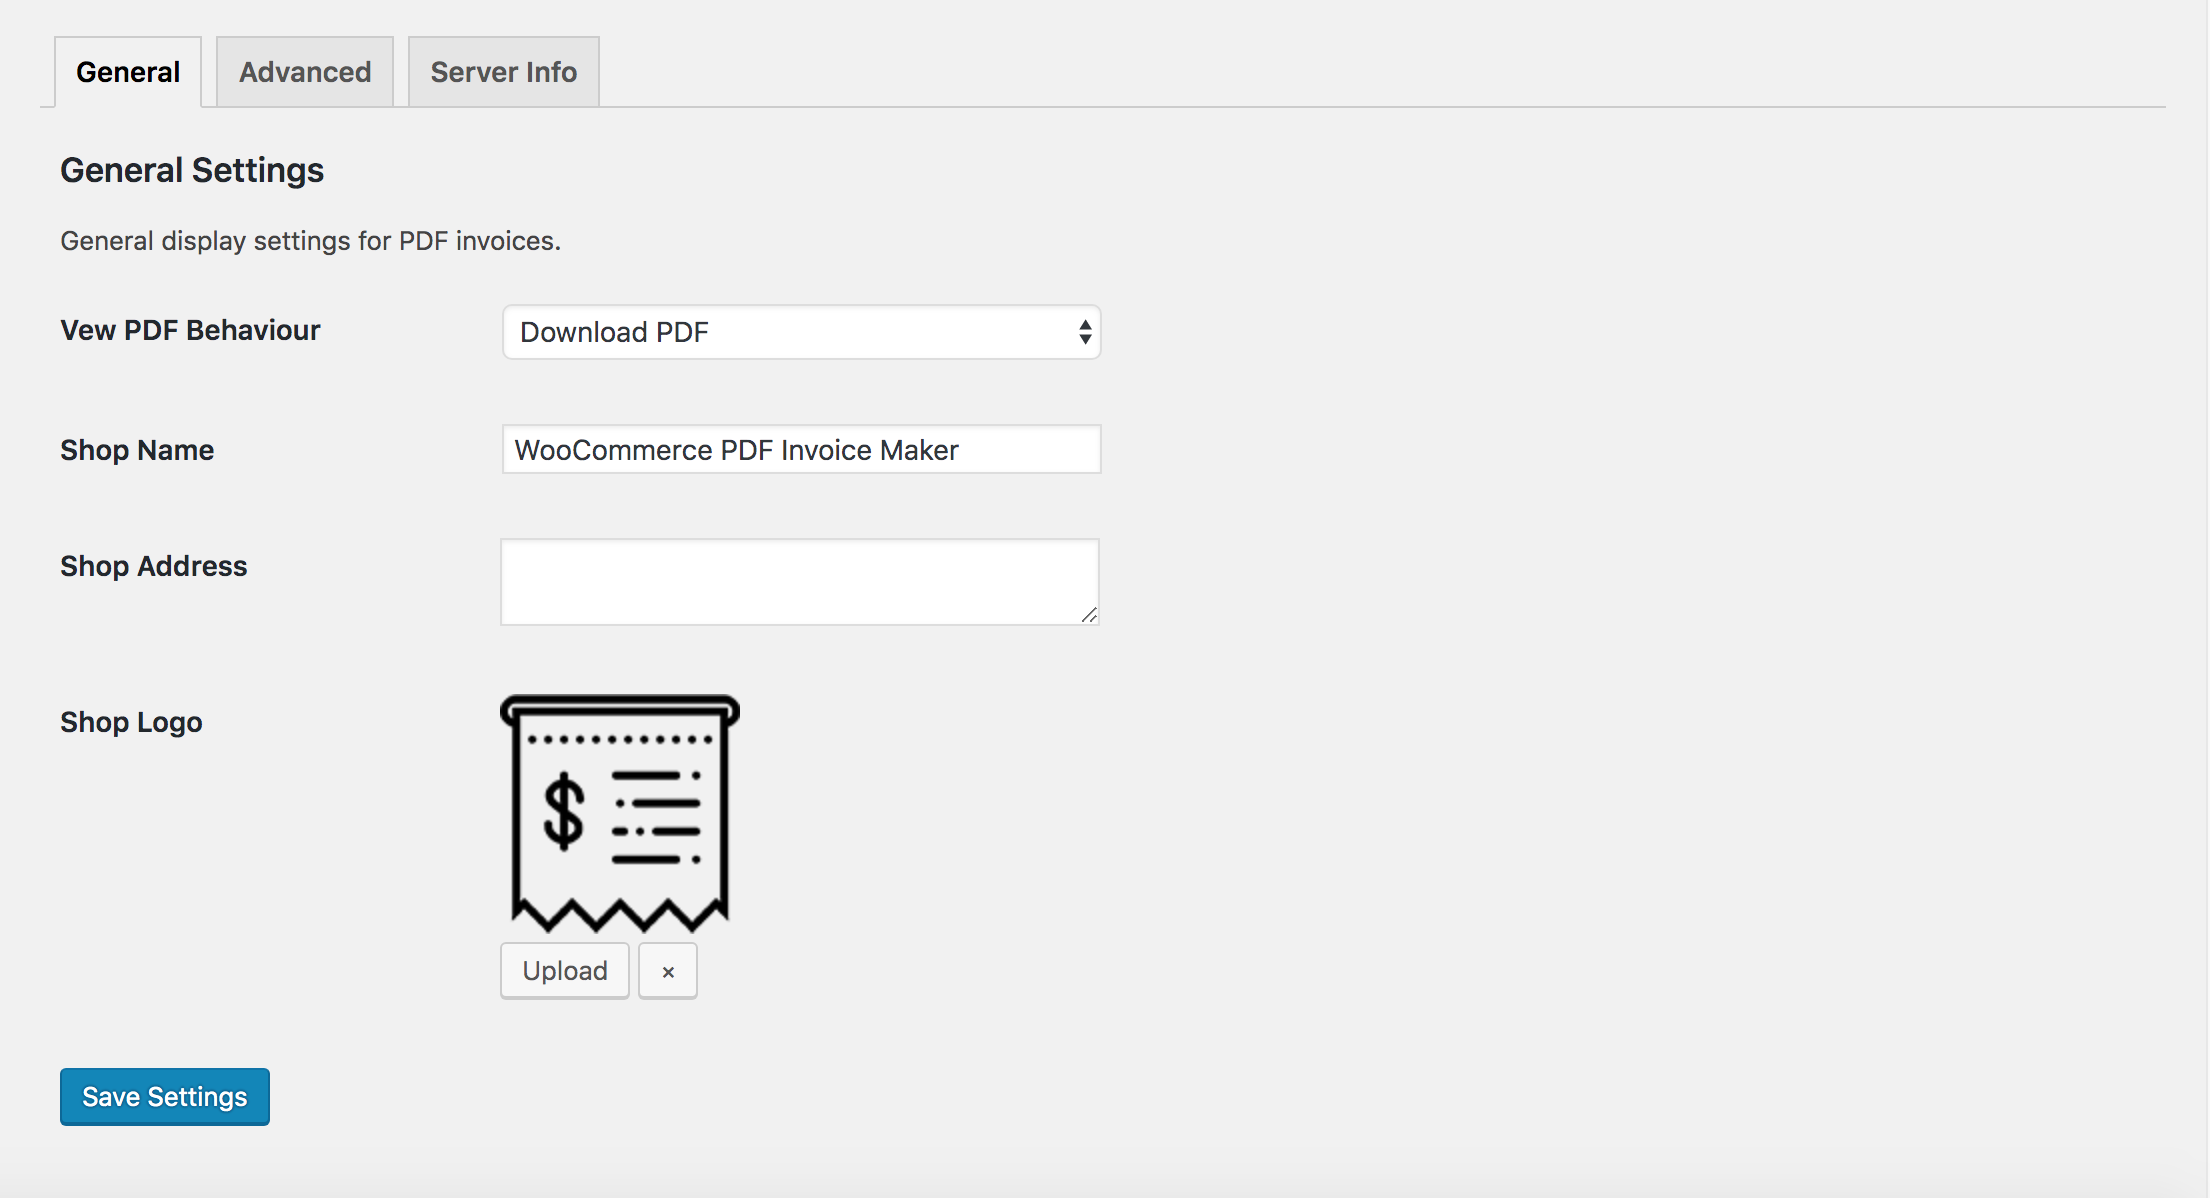 General Advanced Server Info
General Settings
General display settings for PDF invoices.
Vew PDF Behaviour Download PDF
Shop Name WooCommerce PDF Invoice Maker
Shop Address
Shop Logo
$
Upload ×
Save Settings